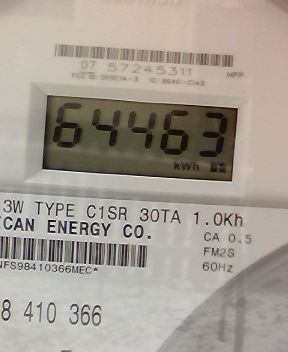 07 57245311 HPP
64463
kWh
3W TYPE C1SR 30TA 1.0Kh
CAN ENERGY CO. CA 0.5
FM2S
NFS98410366MEC* 60Hz
8 410 366